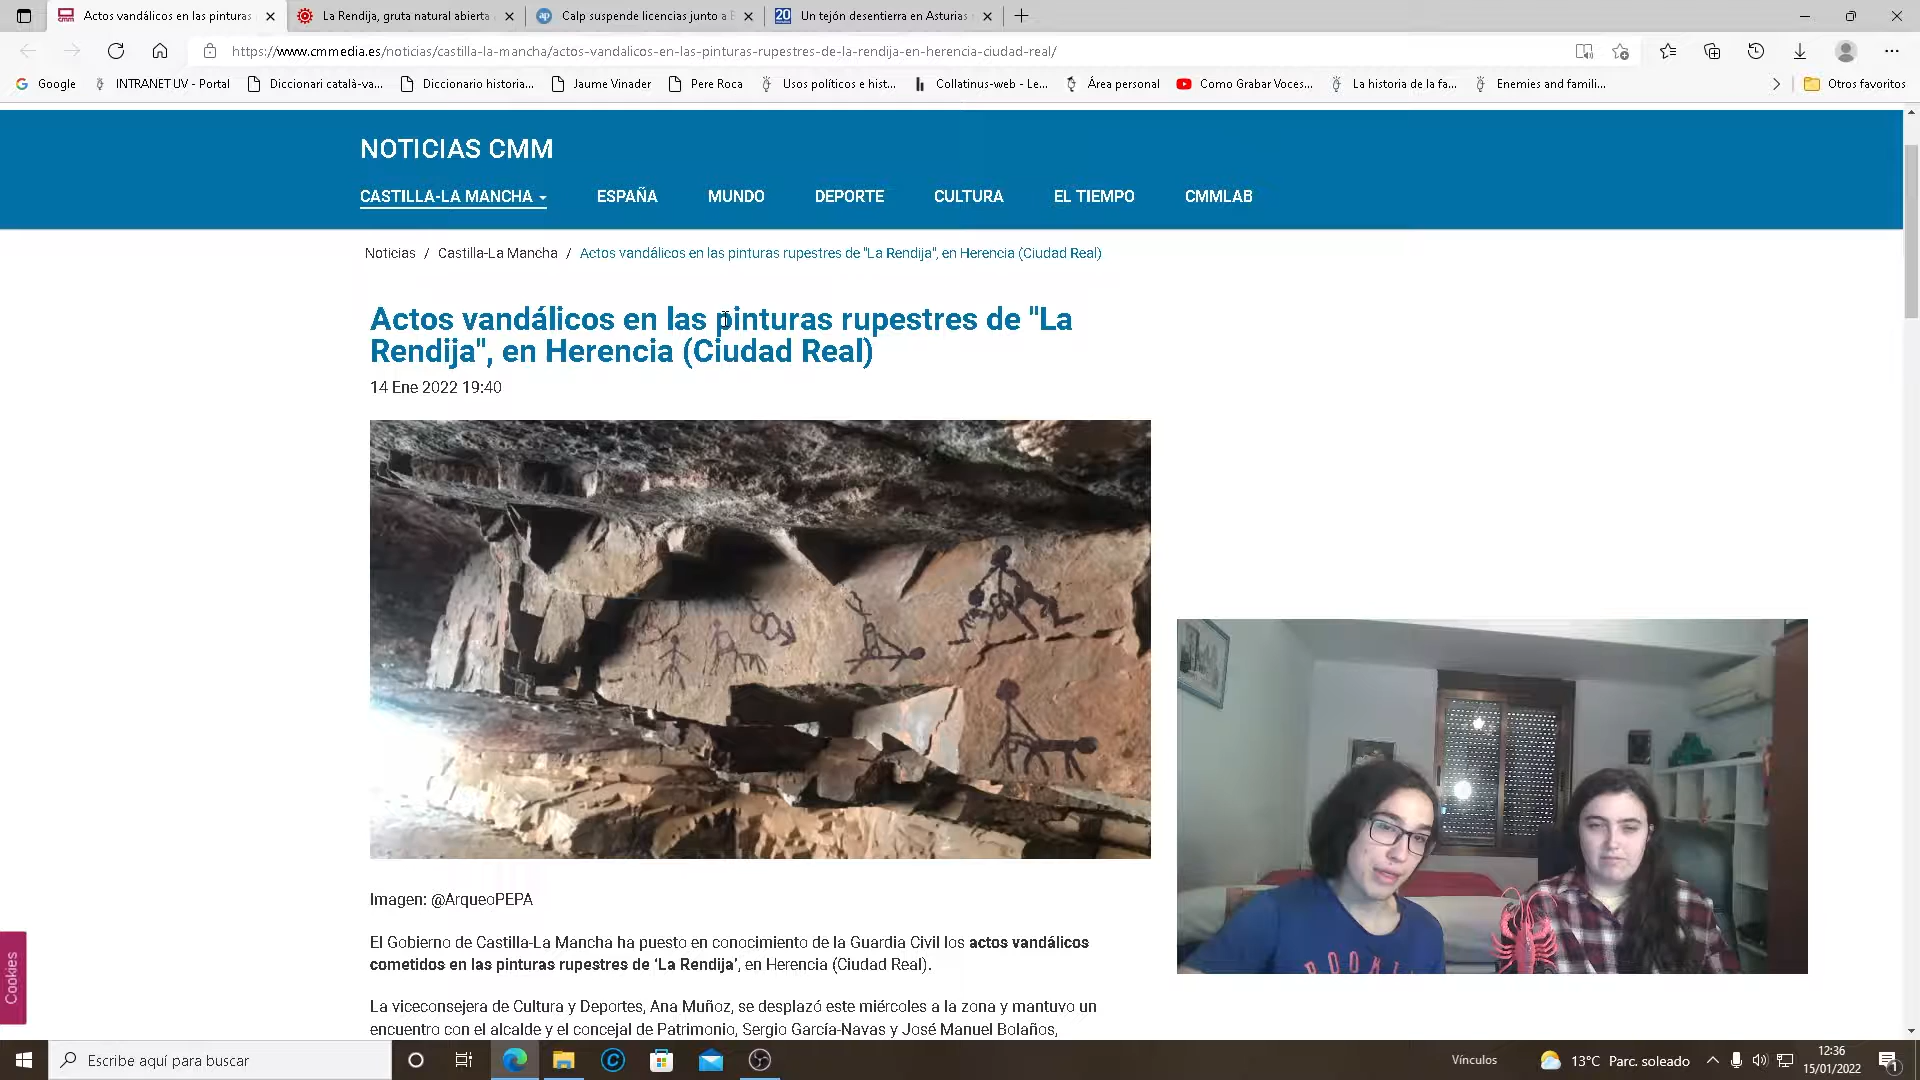 Actos vandálicos en las pinturas
La Rendija, gruta natural abierta
Calp suspende licencias junto a
Un tejón desentierra en Asturias
https://www.cmmedia.es/noticias/castilla-la-mancha/actos-vandalicos-en-las-pinturas-rupestres-de-la-rendija-en-herencia-ciudad-real/
Google
INTRANET UV - Portal
Diccionari català-va...
Diccionario historia...
Jaume Vinader
Pere Roca
Usos políticos e hist...
Collatinus-web - Le...
Área personal
Como Grabar Voces...
La historia de la fa...
Enemies and famili...
Otros favoritos
NOTICIAS CMM
CASTILLA-LA MANCHA ESPAÑA MUNDO DEPORTE CULTURA EL TIEMPO CMMLAB
Noticias / Castilla-La Mancha / Actos vandálicos en las pinturas rupestres de "La Rendija", en Herencia (Ciudad Real)
Actos vandálicos en las pinturas rupestres de "La
Rendija", en Herencia (Ciudad Real)
14 Ene 2022 19:40
Imagen: @ArqueoPEPA
El Gobierno de Castilla-La Mancha ha puesto en conocimiento de la Guardia Civil los actos vandálicos
cometidos en las pinturas rupestres de ‘La Rendija’, en Herencia (Ciudad Real).
La viceconsejera de Cultura y Deportes, Ana Muñoz, se desplazó este miércoles a la zona y mantuvo un
encuentro con el alcalde y el concejal de Patrimonio, Sergio García-Navas y José Manuel Bolaños,
Cookies
Escribe aquí para buscar
Vínculos
13°C Parc. soleado
12:36
15/01/2022